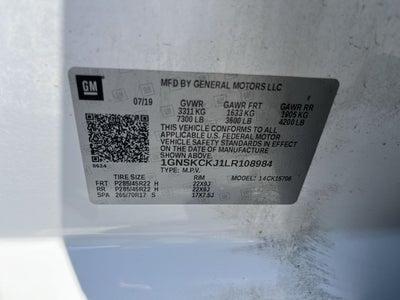 GM
MFD BY GENERAL MOTORS LLC
07/19 GVWR GAWR FRT GAWR RR
3311 KG 1633 KG 1905 KG
7300 LB 3600 LB 4200 LB
THIS VEHICLE CONFORMS TO ALL
APPLICABLE U.S. FEDERAL MOTOR
VEHICLE SAFETY STANDARDS IN
EFFECT ON THE DATE OF
MANUFACTURE SHOWN ABOVE.
1GNSKCKJ1LR108984
8624 TYPE: M.P.V. MODEL: 14CK15706
TIRE SIZE RIM
FRT P285/45R22 H 22X9J
RR P285/45R22 H 22X9J
SPA 265/70R17 S 17X7.5J